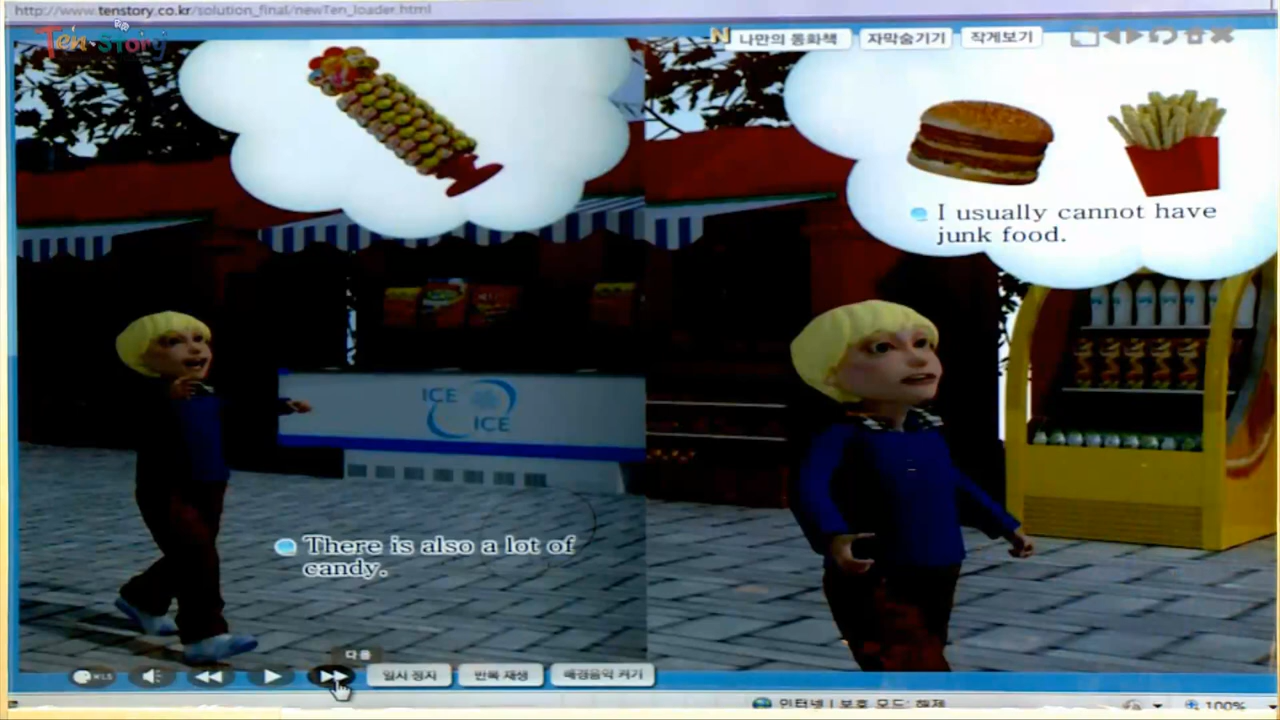 http://www.tenstory.co.kr/solution_final/newTen_loader.html
Ten Story
나만의 동화책
자막숨기기
작게보기
I usually cannot have
junk food.
ICE
ICE
There is also a lot of
candy.
다음
일시 정지
반복 재생
배경음악 켜기
인터넷 | 보호 모드: 해제
100%